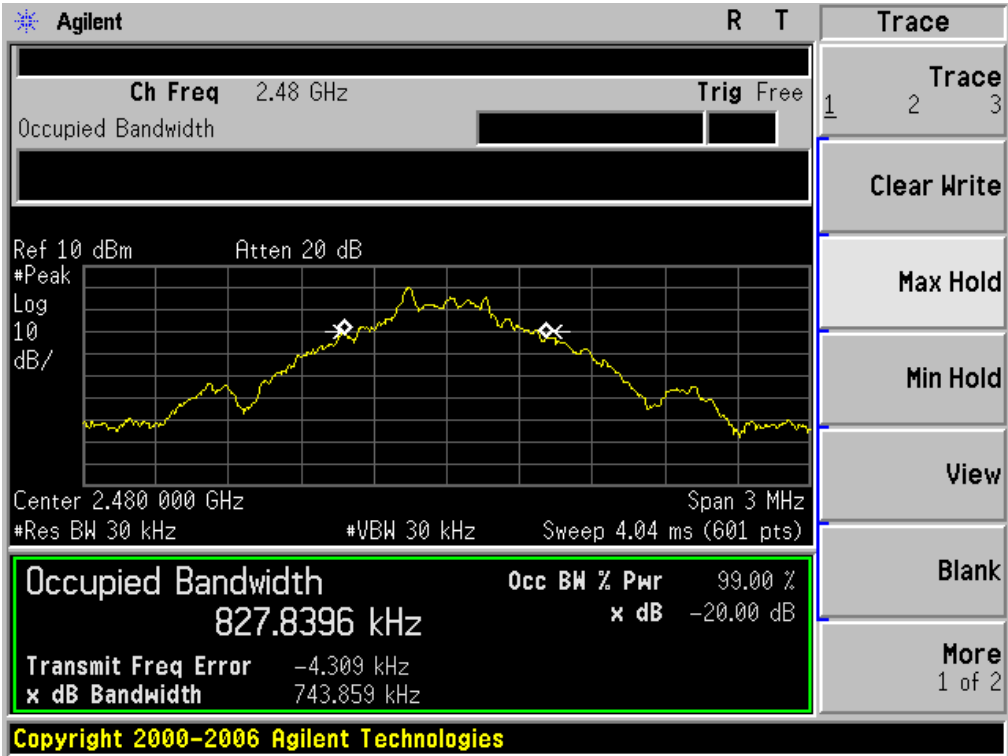 Agilent R T
Ch Freq 2.48 GHz Trig Free
Occupied Bandwidth
Ref 10 dBm Atten 20 dB
#Peak
Log
10
dB/
Center 2.480 000 GHz Span 3 MHz
#Res BW 30 kHz #VBW 30 kHz Sweep 4.04 ms (601 pts)
Occupied Bandwidth
827.8396 kHz
Occ BW % Pwr 99.00 %
x dB -20.00 dB
Transmit Freq Error -4.309 kHz
x dB Bandwidth 743.859 kHz
Copyright 2000-2006 Agilent Technologies
Trace
Trace
1 2 3
Clear Write
Max Hold
Min Hold
View
Blank
More
1 of 2